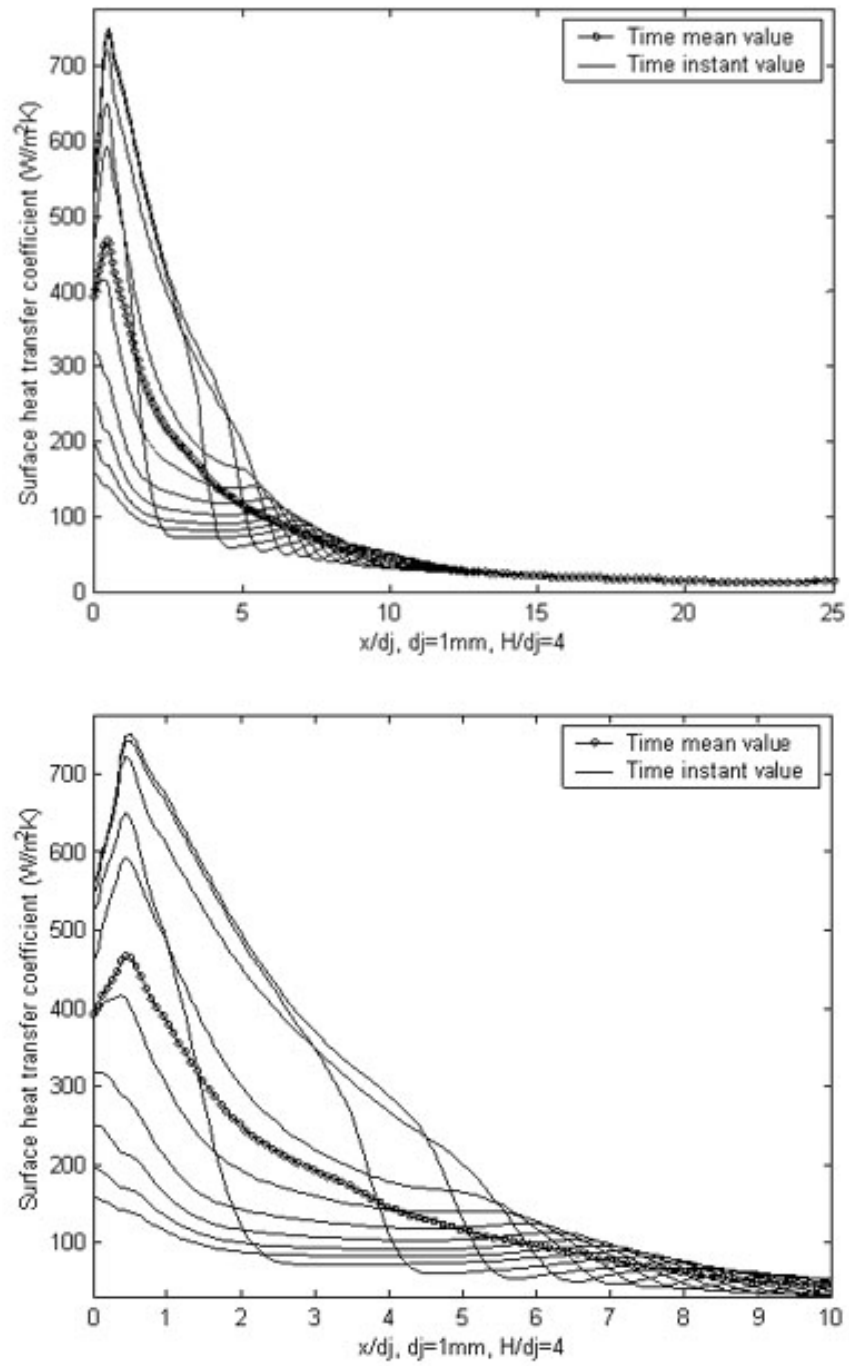 Surface heat transfer coefficient (W/m²K)
700
600
500
400
300
200
100
0
Time mean value
Time instant value
0 5 10 15 20 25
x/dj, dj=1mm, H/dj=4
Surface heat transfer coefficient (W/m²K)
700
600
500
400
300
200
100
Time mean value
Time instant value
0 1 2 3 4 5 6 7 8 9 10
x/dj, dj=1mm, H/dj=4